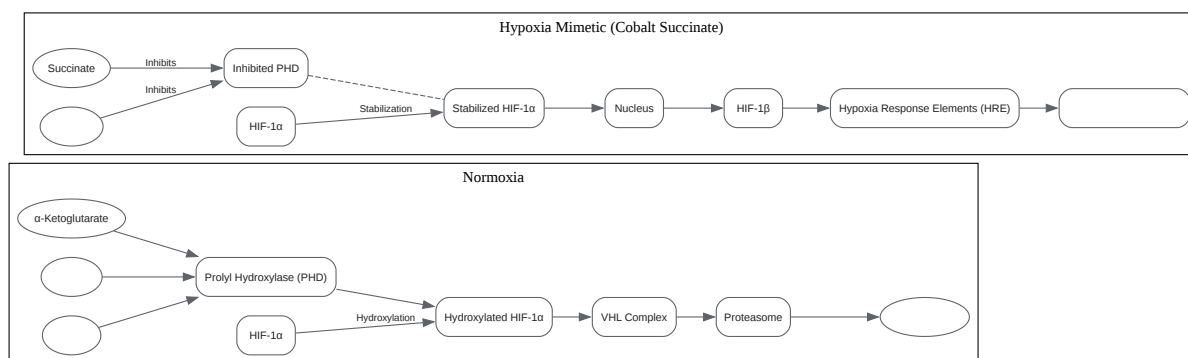 Hypoxia Mimetic (Cobalt Succinate)
Succinate
Inhibits
Inhibited PHD
Inhibits
HIF-1α
Stabilization
Stabilized HIF-1α
Nucleus
HIF-1β
Hypoxia Response Elements (HRE)
Normoxia
α-Ketoglutarate
Prolyl Hydroxylase (PHD)
HIF-1α
Hydroxylation
Hydroxylated HIF-1α
VHL Complex
Proteasome